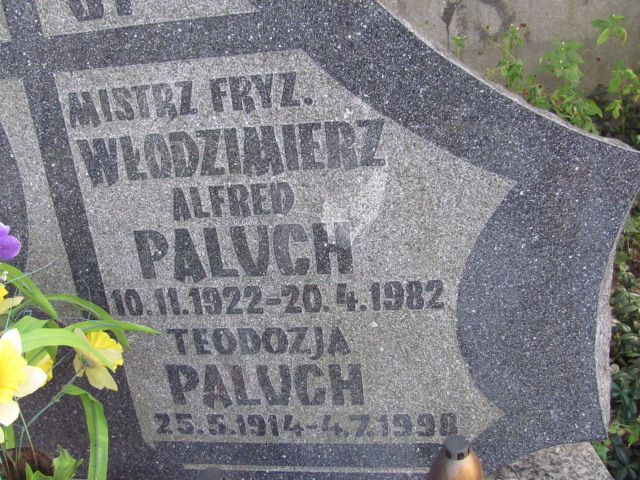 MISTRZ FRYZ.
WŁODZIMIERZ
ALFRED
PALUCH
10.11.1922-20.4.1982
TEODOZJA
PALUCH
25.5.1914-4.7.1998